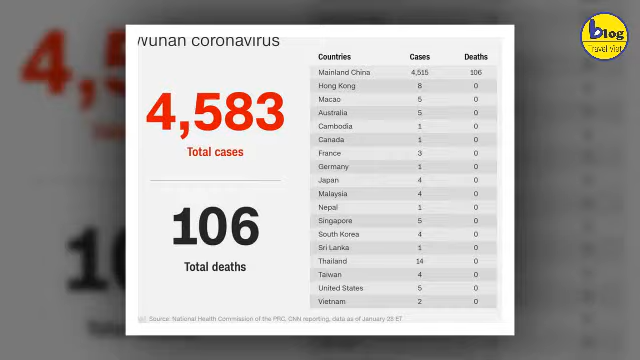 blog
Travel Viet
Wuhan coronavirus
4,583
Total cases
106
Total deaths
Countries Cases Deaths
Mainland China 4,515 106
Hong Kong 8 0
Macao 5 0
Australia 5 0
Cambodia 1 0
Canada 1 0
France 3 0
Germany 1 0
Japan 4 0
Malaysia 4 0
Nepal 1 0
Singapore 5 0
South Korea 4 0
Sri Lanka 1 0
Thailand 14 0
Taiwan 4 0
United States 5 0
Vietnam 2 0
Source: National Health Commission of the PRC, CNN reporting, data as of January 28 ET